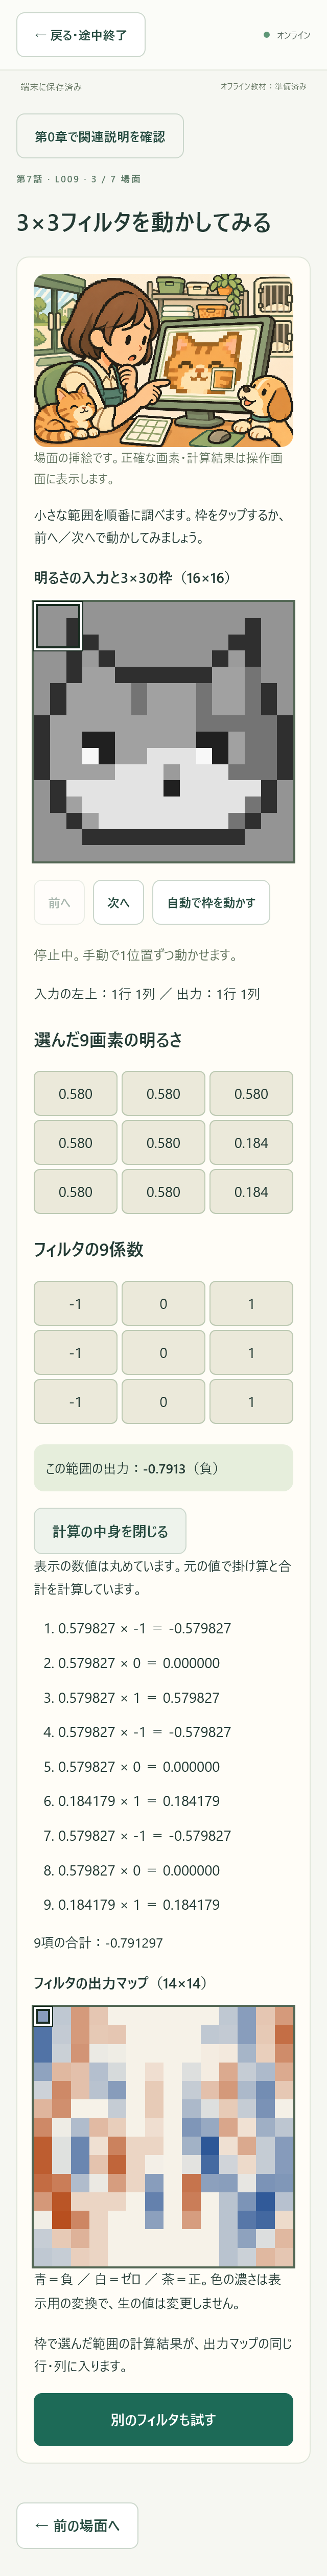 ← 戻る・途中終了
オンライン
端末に保存済み
オフライン教材：準備済み
第0章で関連説明を確認
第7話 · L009 · 3 / 7 場面
3×3フィルタを動かしてみる
場面の挿絵です。正確な画素・計算結果は操作画
面に表示します。
小さな範囲を順番に調べます。枠をタップするか、
前へ／次へで動かしてみましょう。
明るさの入力と3×3の枠（16×16）
前へ
次へ
自動で枠を動かす
停止中。手動で1位置ずつ動かせます。
入力の左上：1行 1列 ／ 出力：1行 1列
選んだ9画素の明るさ
0.580 0.580 0.580
0.580 0.580 0.184
0.580 0.580 0.184
フィルタの9係数
-1 0 1
-1 0 1
-1 0 1
この範囲の出力：-0.7913（負）
計算の中身を閉じる
表示の数値は丸めています。元の値で掛け算と合
計を計算しています。
1. 0.579827 × -1 ＝ -0.579827
2. 0.579827 × 0 ＝ 0.000000
3. 0.579827 × 1 ＝ 0.579827
4. 0.579827 × -1 ＝ -0.579827
5. 0.579827 × 0 ＝ 0.000000
6. 0.184179 × 1 ＝ 0.184179
7. 0.579827 × -1 ＝ -0.579827
8. 0.579827 × 0 ＝ 0.000000
9. 0.184179 × 1 ＝ 0.184179
9項の合計：-0.791297
フィルタの出力マップ（14×14）
青＝負 ／ 白＝ゼロ ／ 茶＝正。色の濃さは表
示用の変換で、生の値は変更しません。
枠で選んだ範囲の計算結果が、出力マップの同じ
行・列に入ります。
別のフィルタも試す
← 前の場面へ